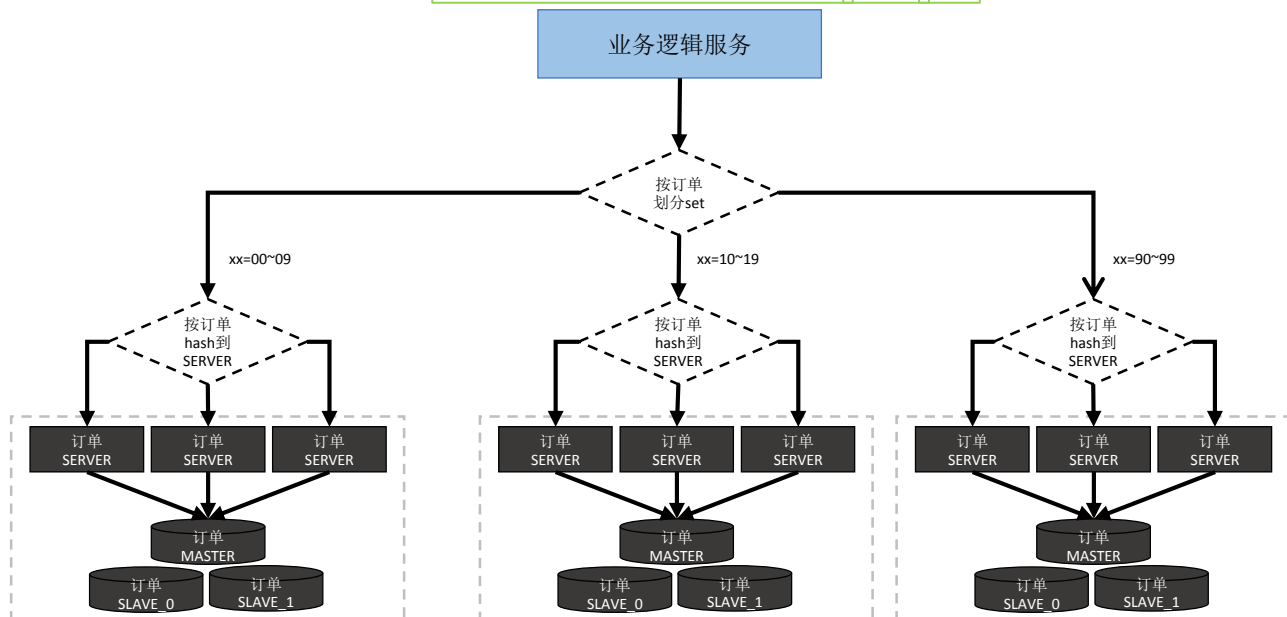 业务逻辑服务
按订单
划分set
xx=00~09
xx=10~19
xx=90~99
按订单
hash到
SERVER
按订单
hash到
SERVER
按订单
hash到
SERVER
订单
SERVER
订单
SERVER
订单
SERVER
订单
SERVER
订单
SERVER
订单
SERVER
订单
SERVER
订单
SERVER
订单
SERVER
订单
MASTER
订单
MASTER
订单
MASTER
订单
SLAVE_0
订单
SLAVE_1
订单
SLAVE_0
订单
SLAVE_1
订单
SLAVE_0
订单
SLAVE_1